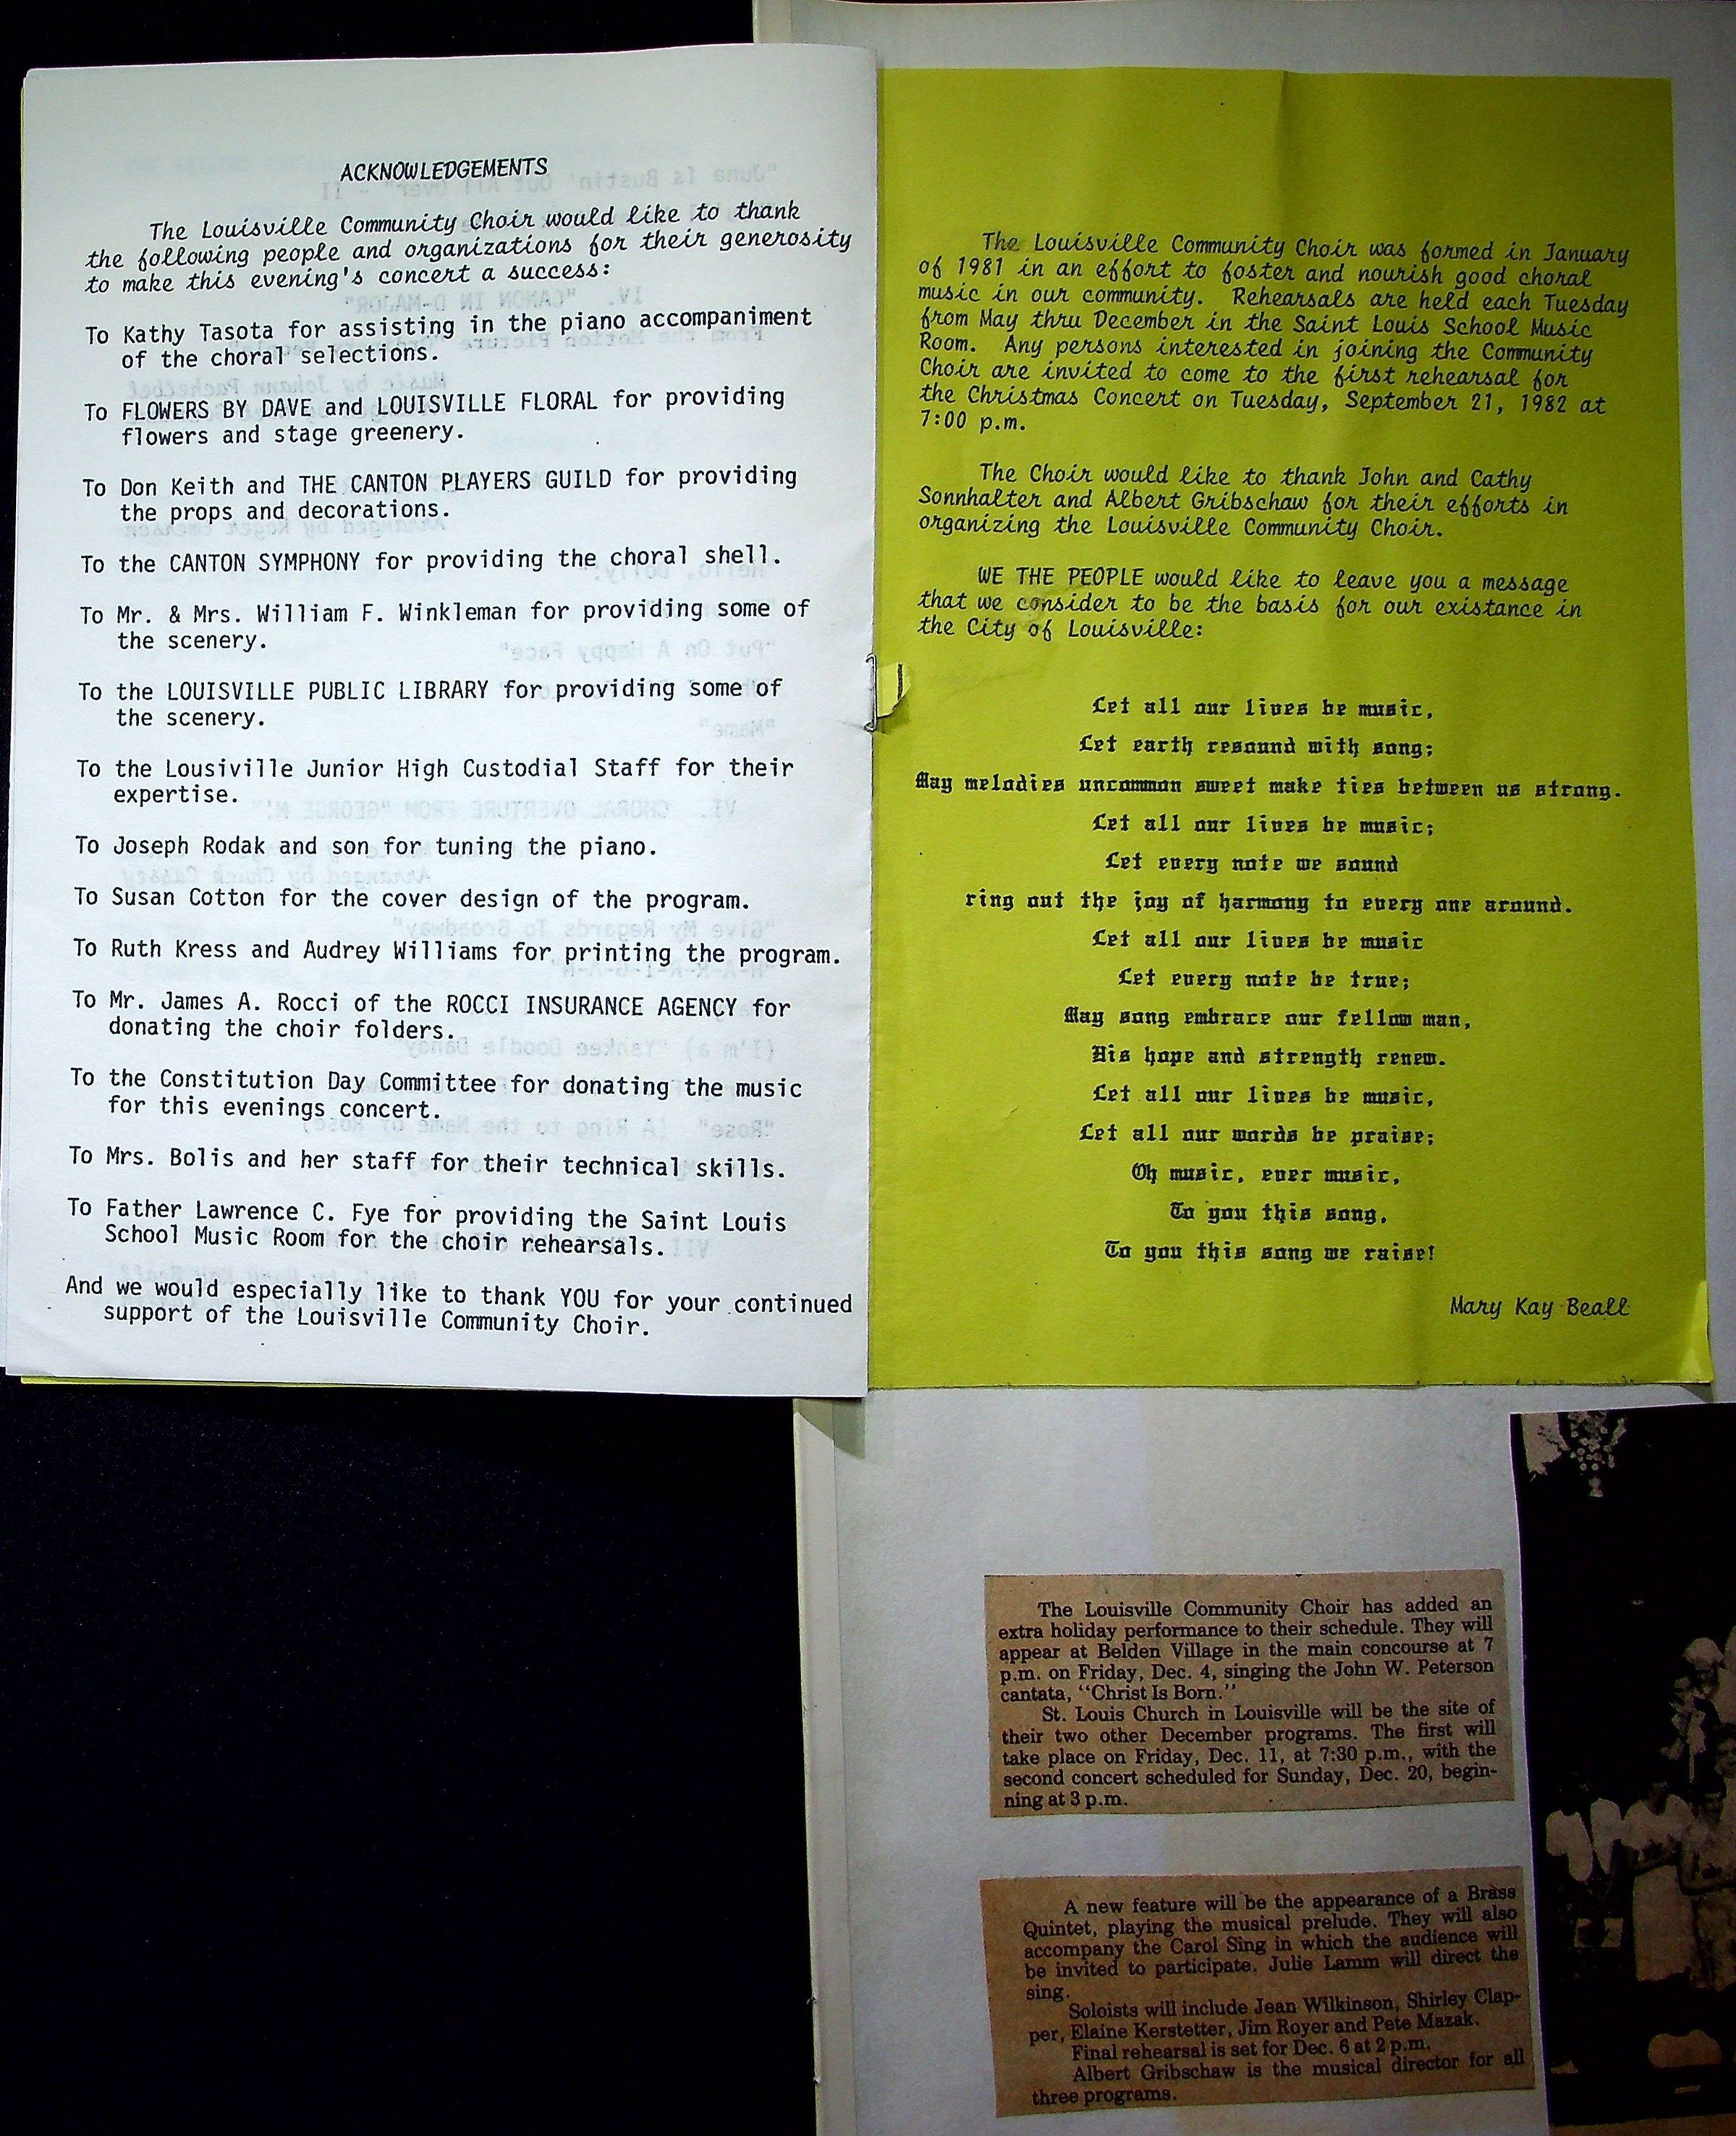 ACKNOWLEDGEMENTS
The Louisville Community Choir would like to thank
the following people and organizations for their generosity
to make this evening's concert a success:
To Kathy Tasota for assisting in the piano accompaniment
of the choral selections.
To FLOWERS BY DAVE and LOUISVILLE FLORAL for providing
flowers and stage greenery.
To Don Keith and THE CANTON PLAYERS GUILD for providing
the props and decorations.
To the CANTON SYMPHONY for providing the choral shell.
To Mr. & Mrs. William F. Winkleman for providing some of
the scenery.
To the LOUISVILLE PUBLIC LIBRARY for providing some of
the scenery.
To the Lousiville Junior High Custodial Staff for their
expertise.
To Joseph Rodak and son for tuning the piano.
To Susan Cotton for the cover design of the program.
To Ruth Kress and Audrey Williams for printing the program.
To Mr. James A. Rocci of the ROCCI INSURANCE AGENCY for
donating the choir folders.
To the Constitution Day Committee for donating the music
for this evenings concert.
To Mrs. Bolis and her staff for their technical skills.
To Father Lawrence C. Fye for providing the Saint Louis
School Music Room for the choir rehearsals.
And we would especially like to thank YOU for your continued
support of the Louisville Community Choir.
The Louisville Community Choir was formed in January
of 1981 in an effort to foster and nourish good choral
music in our community. Rehearsals are held each Tuesday
from May thru December in the Saint Louis School Music
Room. Any persons interested in joining the Community
Choir are invited to come to the first rehearsal for
the Christmas Concert on Tuesday, September 21, 1982 at
7:00 p.m.
The Choir would like to thank John and Cathy
Sonnhalter and Albert Gribschaw for their efforts in
organizing the Louisville Community Choir.
WE THE PEOPLE would like to leave you a message
that we consider to be the basis for our existance in
the City of Louisville:
Let all our lives be music,
Let earth resound with song;
May melodies uncommon sweet make ties between us strong.
Let all our lives be music;
Let every note we sound
ring out the joy of harmony to every one around.
Let all our lives be music
Let every note be true;
May song embrace our fellow man,
His hope and strength renew.
Let all our lives be music,
Let all our words be praise;
Oh music, ever music,
To you this song,
To you this song we raise!
Mary Kay Beall
The Louisville Community Choir has added an
extra holiday performance to their schedule. They will
appear at Belden Village in the main concourse at 7
p.m. on Friday, Dec. 4, singing the John W. Peterson
cantata, "Christ Is Born."
St. Louis Church in Louisville will be the site of
their two other December programs. The first will
take place on Friday, Dec. 11, at 7:30 p.m., with the
second concert scheduled for Sunday, Dec. 20, begin-
ning at 3 p.m.
A new feature will be the appearance of a Brass
Quintet, playing the musical prelude. They will also
accompany the Carol Sing in which the audience will
be invited to participate. Julie Lamm will direct the
sing.
Soloists will include Jean Wilkinson, Shirley Clap-
per, Elaine Kerstetter, Jim Royer and Pete Mazak.
Final rehearsal is set for Dec. 6 at 2 p.m.
Albert Gribschaw is the musical director for all
three programs.